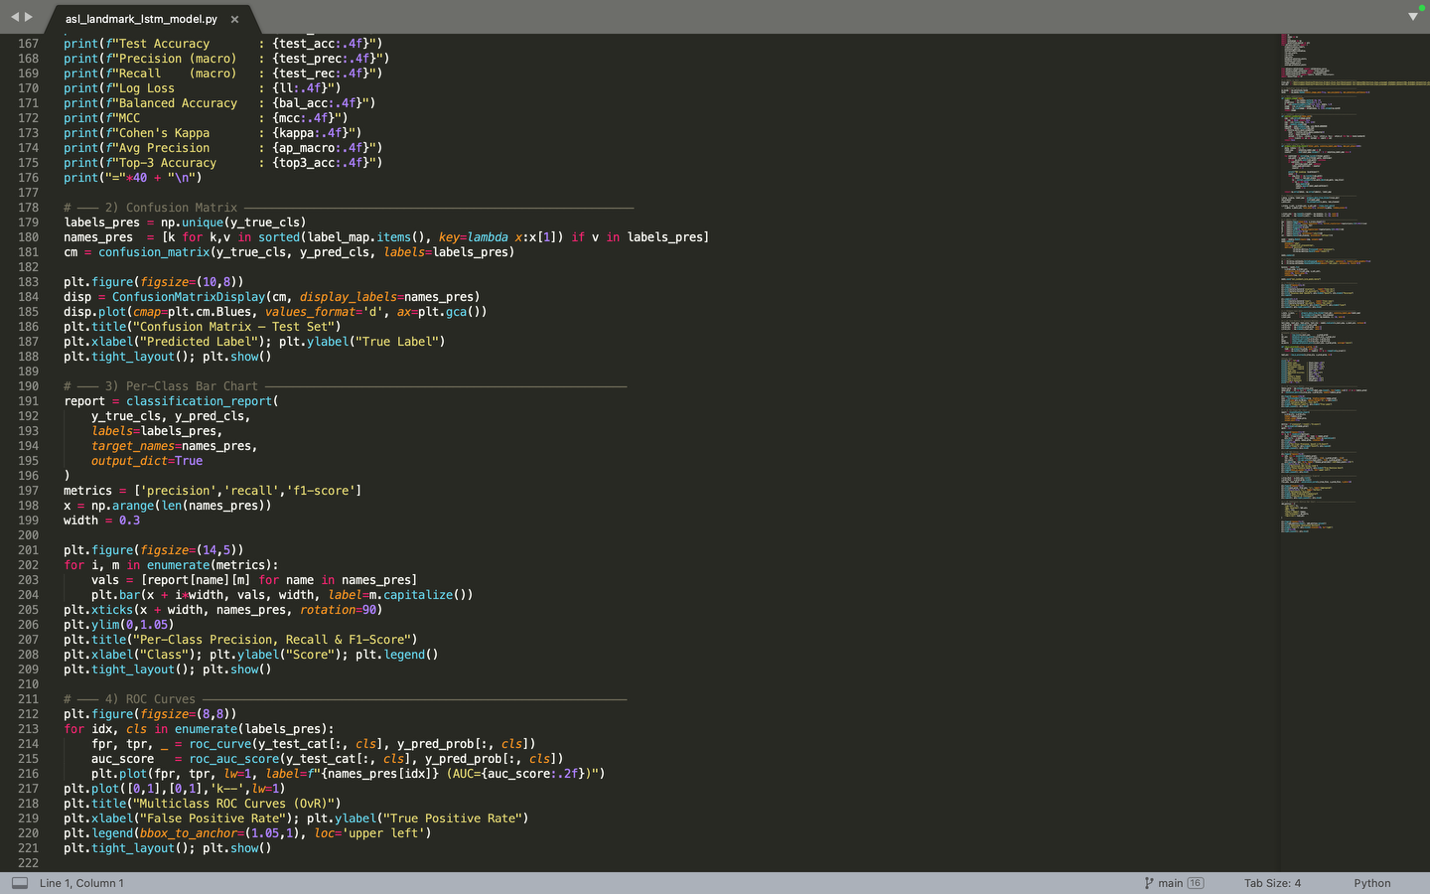 asl_landmark_lstm_model.py ×
167 print(f"Test Accuracy       : {test_acc:.4f}")
168 print(f"Precision (macro)   : {test_prec:.4f}")
169 print(f"Recall    (macro)   : {test_rec:.4f}")
170 print(f"Log Loss            : {ll:.4f}")
171 print(f"Balanced Accuracy   : {bal_acc:.4f}")
172 print(f"MCC                 : {mcc:.4f}")
173 print(f"Cohen's Kappa       : {kappa:.4f}")
174 print(f"Avg Precision       : {ap_macro:.4f}")
175 print(f"Top-3 Accuracy      : {top3_acc:.4f}")
176 print("="*40 + "\n")
177
178 # ─── 2) Confusion Matrix ────────────────────────────────────────────────────────
179 labels_pres = np.unique(y_true_cls)
180 names_pres  = [k for k,v in sorted(label_map.items(), key=lambda x:x[1]) if v in labels_pres]
181 cm = confusion_matrix(y_true_cls, y_pred_cls, labels=labels_pres)
182
183 plt.figure(figsize=(10,8))
184 disp = ConfusionMatrixDisplay(cm, display_labels=names_pres)
185 disp.plot(cmap=plt.cm.Blues, values_format='d', ax=plt.gca())
186 plt.title("Confusion Matrix – Test Set")
187 plt.xlabel("Predicted Label"); plt.ylabel("True Label")
188 plt.tight_layout(); plt.show()
189
190 # ─── 3) Per-Class Bar Chart ────────────────────────────────────────────────────
191 report = classification_report(
192     y_true_cls, y_pred_cls,
193     labels=labels_pres,
194     target_names=names_pres,
195     output_dict=True
196 )
197 metrics = ['precision','recall','f1-score']
198 x = np.arange(len(names_pres))
199 width = 0.3
200
201 plt.figure(figsize=(14,5))
202 for i, m in enumerate(metrics):
203     vals = [report[name][m] for name in names_pres]
204     plt.bar(x + i*width, vals, width, label=m.capitalize())
205 plt.xticks(x + width, names_pres, rotation=90)
206 plt.ylim(0,1.05)
207 plt.title("Per-Class Precision, Recall & F1-Score")
208 plt.xlabel("Class"); plt.ylabel("Score"); plt.legend()
209 plt.tight_layout(); plt.show()
210
211 # ─── 4) ROC Curves ─────────────────────────────────────────────────────────────
212 plt.figure(figsize=(8,8))
213 for idx, cls in enumerate(labels_pres):
214     fpr, tpr, _ = roc_curve(y_test_cat[:, cls], y_pred_prob[:, cls])
215     auc_score   = roc_auc_score(y_test_cat[:, cls], y_pred_prob[:, cls])
216     plt.plot(fpr, tpr, lw=1, label=f"{names_pres[idx]} (AUC={auc_score:.2f})")
217 plt.plot([0,1],[0,1],'k--',lw=1)
218 plt.title("Multiclass ROC Curves (OvR)")
219 plt.xlabel("False Positive Rate"); plt.ylabel("True Positive Rate")
220 plt.legend(bbox_to_anchor=(1.05,1), loc='upper left')
221 plt.tight_layout(); plt.show()
222
Line 1, Column 1 main 16 Tab Size: 4 Python